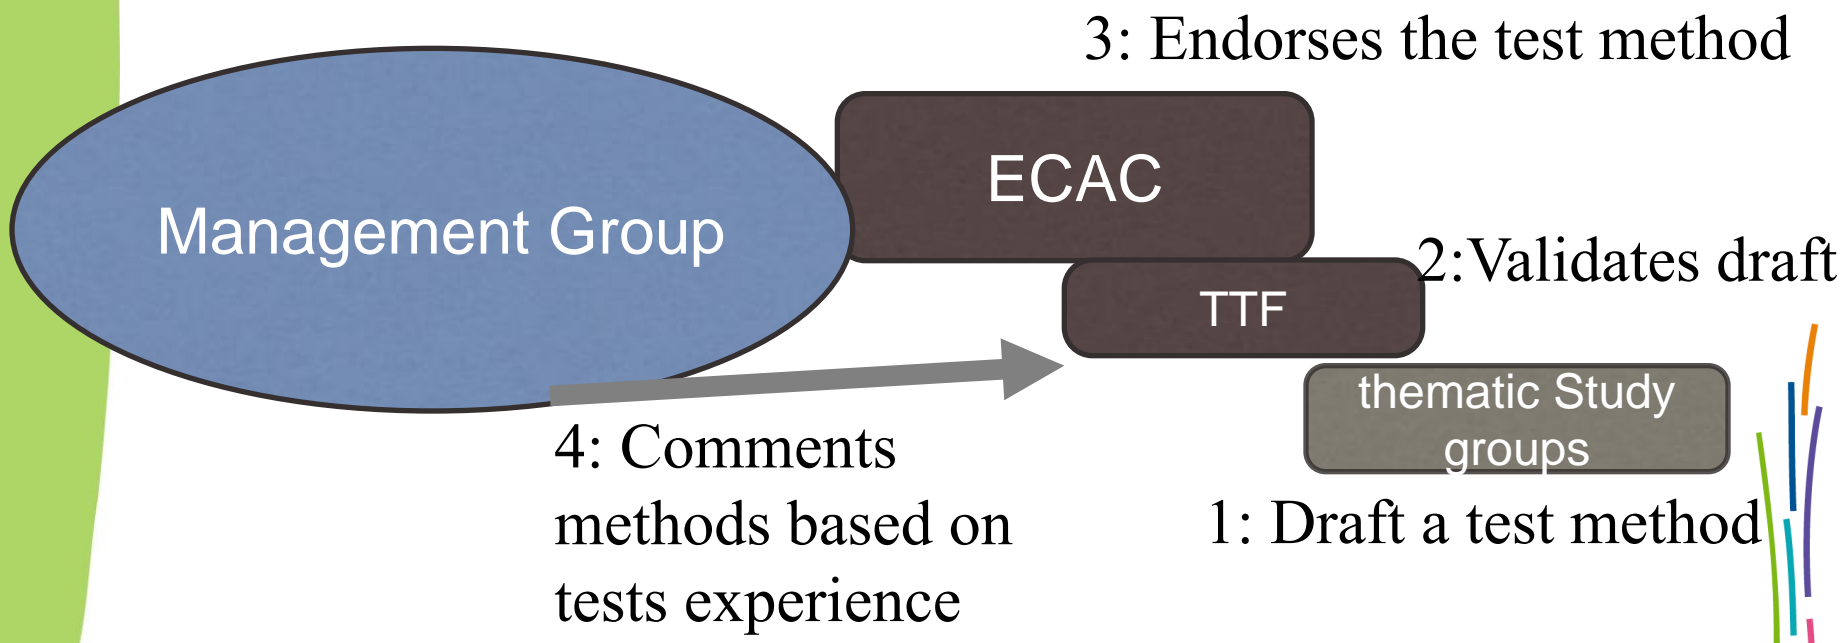 3: Endorses the test method
ECAC
Management Group
2:Validates draft
TTF
thematic Study
groups
4: Comments
methods based on
tests experience
1: Draft a test method